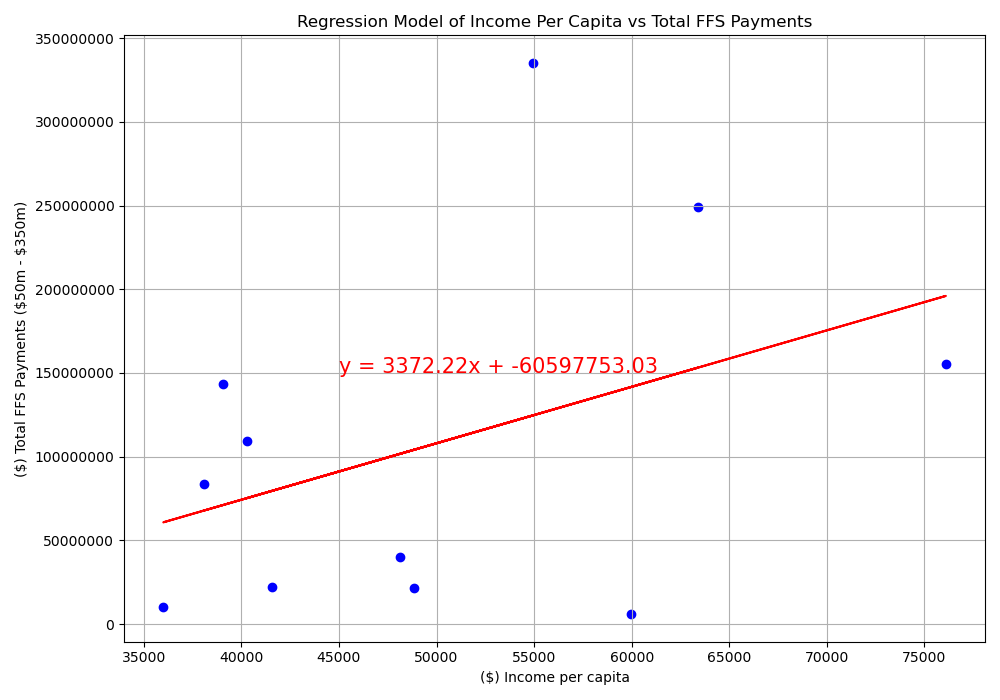 Regression Model of Income Per Capita vs Total FFS Payments
350000000
300000000
250000000
200000000
150000000
100000000
50000000
0
($) Total FFS Payments ($50m - $350m)
y = 3372.22x + -60597753.03
35000 40000 45000 50000 55000 60000 65000 70000 75000
($) Income per capita